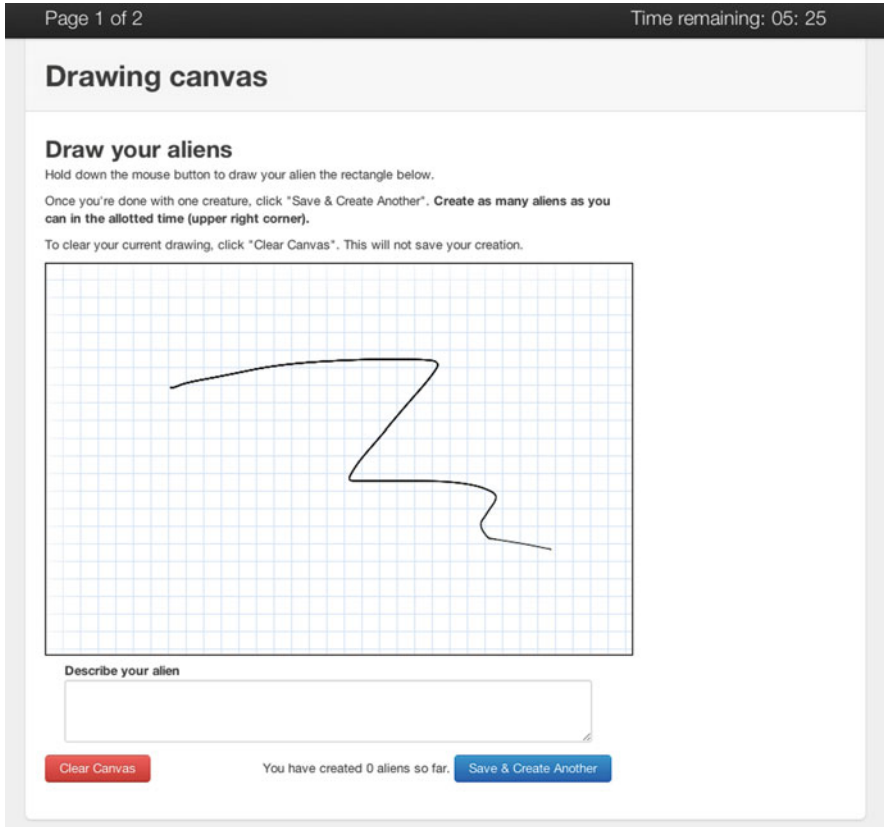 Page 1 of 2
Time remaining: 05: 25
Drawing canvas
Draw your aliens
Hold down the mouse button to draw your alien the rectangle below.
Once you're done with one creature, click "Save & Create Another". Create as many aliens as you
can in the allotted time (upper right corner).
To clear your current drawing, click "Clear Canvas". This will not save your creation.
Describe your alien
Clear Canvas
You have created 0 aliens so far.
Save & Create Another